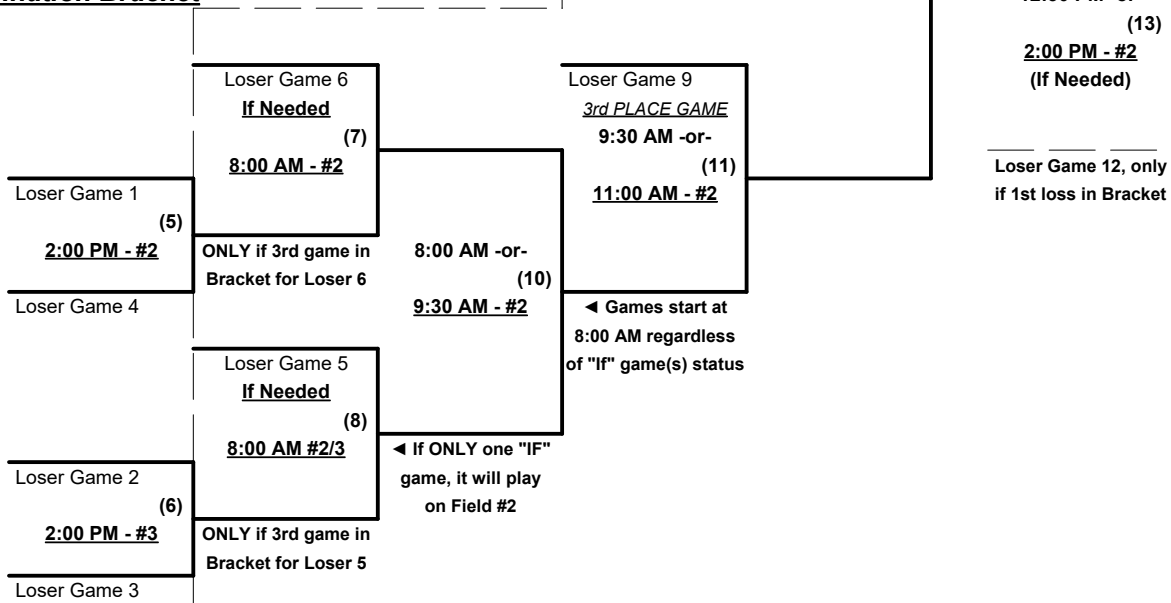 Bracket
(13)
2:00 PM - #2
(If Needed)
Loser Game 12, only
if 1st loss in Bracket
Loser Game 6
If Needed
(7)
8:00 AM - #2
Loser Game 9
3rd PLACE GAME
9:30 AM -or-
(11)
11:00 AM - #2
Loser Game 1
(5)
2:00 PM - #2
Loser Game 4
ONLY if 3rd game in
Bracket for Loser 6
8:00 AM -or-
(10)
9:30 AM - #2
◄ Games start at
8:00 AM regardless
of "If" game(s) status
Loser Game 5
If Needed
(8)
8:00 AM #2/3
◄ If ONLY one "IF"
game, it will play
on Field #2
Loser Game 2
(6)
2:00 PM - #3
Loser Game 3
ONLY if 3rd game in
Bracket for Loser 5